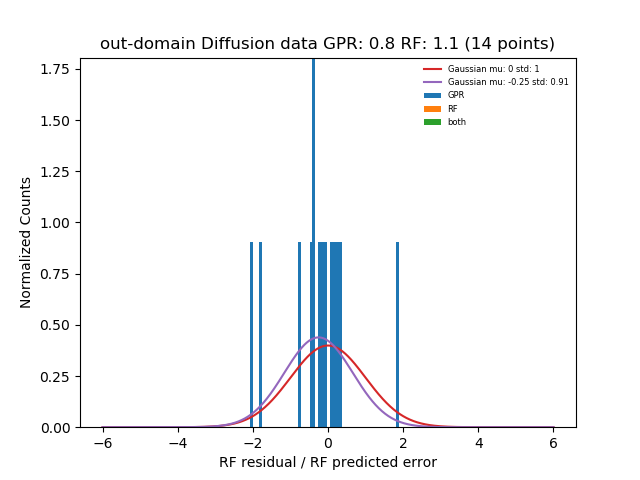 out-domain Diffusion data GPR: 0.8 RF: 1.1 (14 points)
Gaussian mu: 0 std: 1
Gaussian mu: -0.25 std: 0.91
GPR
RF
both
Normalized Counts
1.75
1.50
1.25
1.00
0.75
0.50
0.25
0.00
−6 −4 −2 0 2 4 6
RF residual / RF predicted error